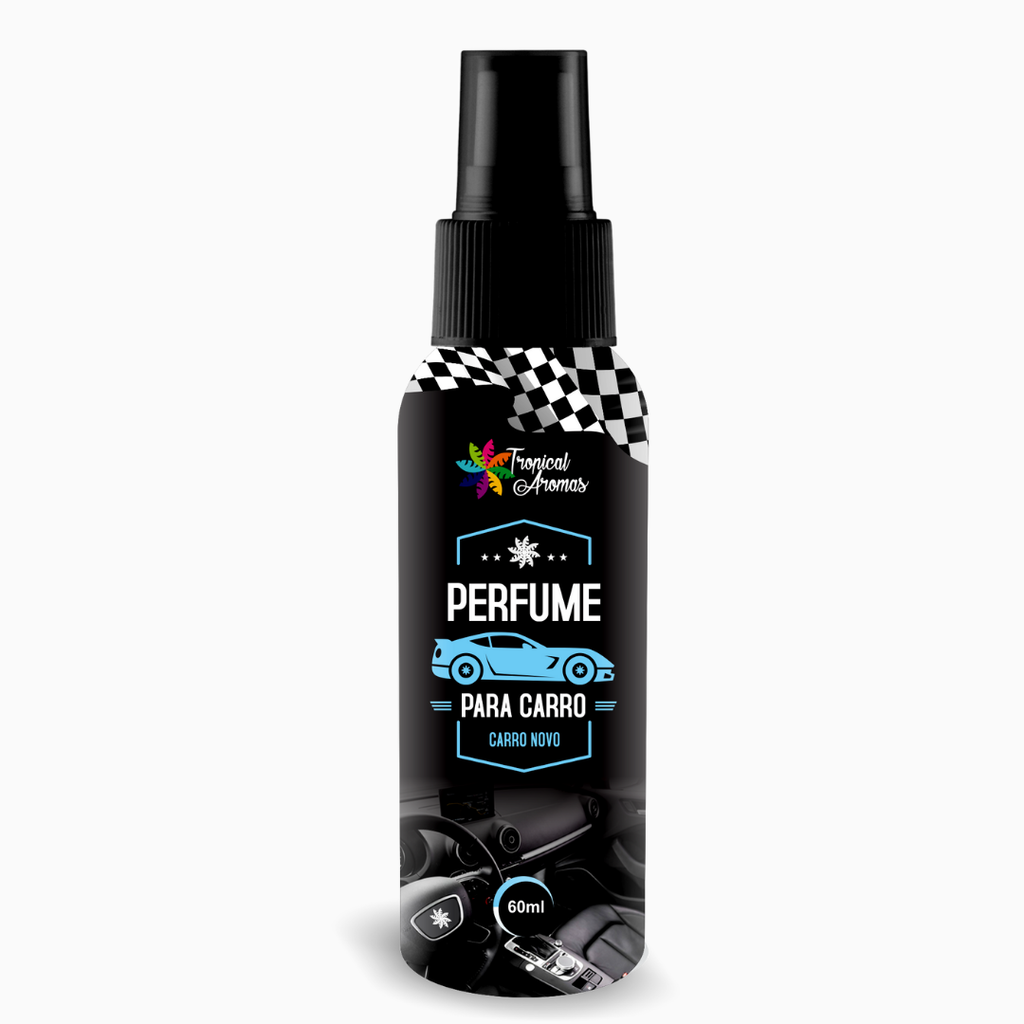 Tropical
Aromas
PERFUME
PARA CARRO
CARRO NOVO
60ml